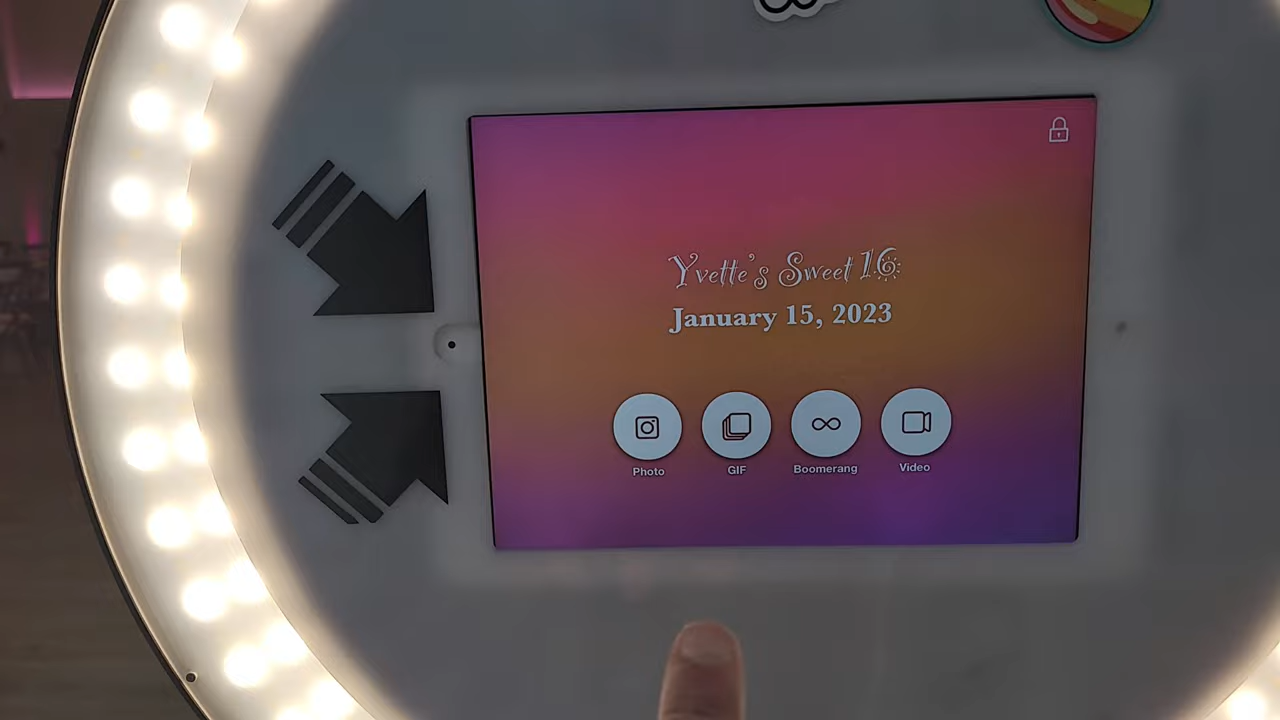 Yvette's Sweet 16
January 15, 2023
Photo
GIF
Boomerang
Video